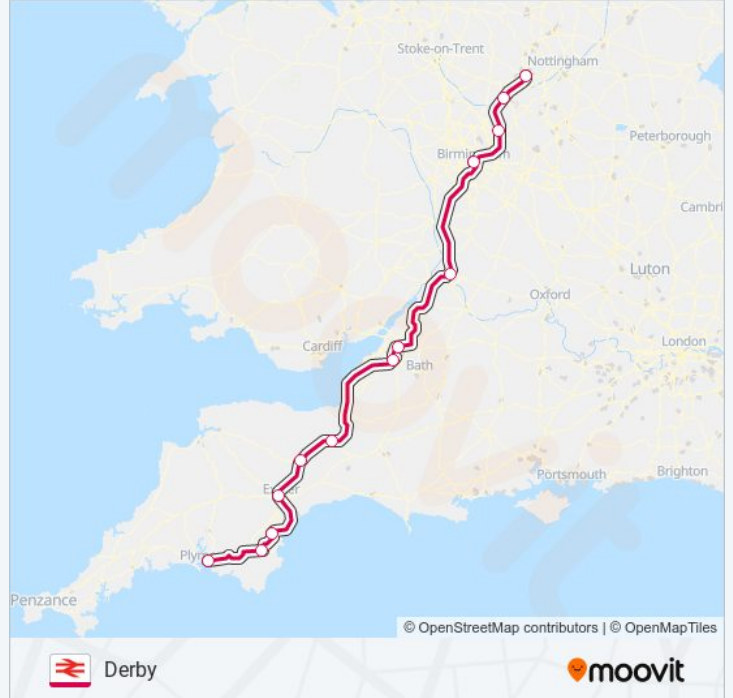 Stoke-on-Trent
Nottingham
Peterborough
Birmingham
Cambri
Luton
Oxford
London
Cardiff
Bath
Portsmouth
Brighton
Plym
Penzance
© OpenStreetMap contributors | © OpenMapTiles
Derby
moovit